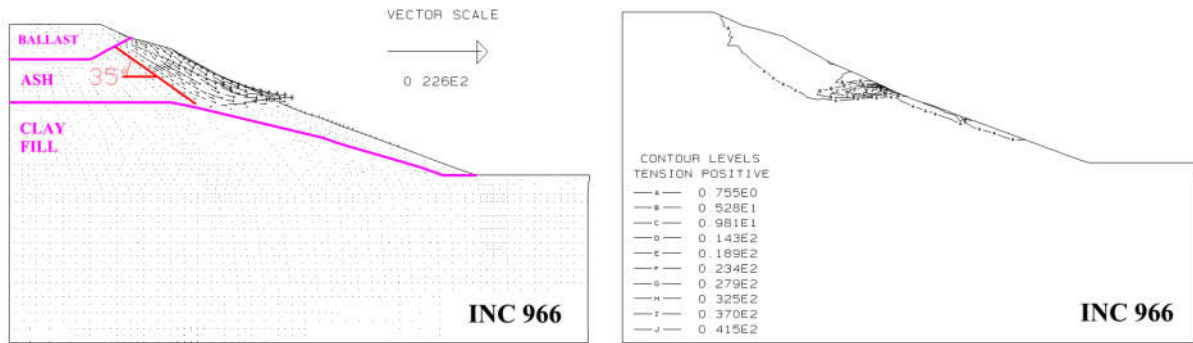 VECTOR SCALE
0 226E2
BALLAST
ASH
35°
CLAY
FILL
INC 966
CONTOUR LEVELS
TENSION POSITIVE
A 0.755E0
B 0.528E1
C 0.981E1
D 0.143E2
E 0.189E2
F 0.234E2
G 0.279E2
H 0.325E2
I 0.370E2
J 0.415E2
INC 966